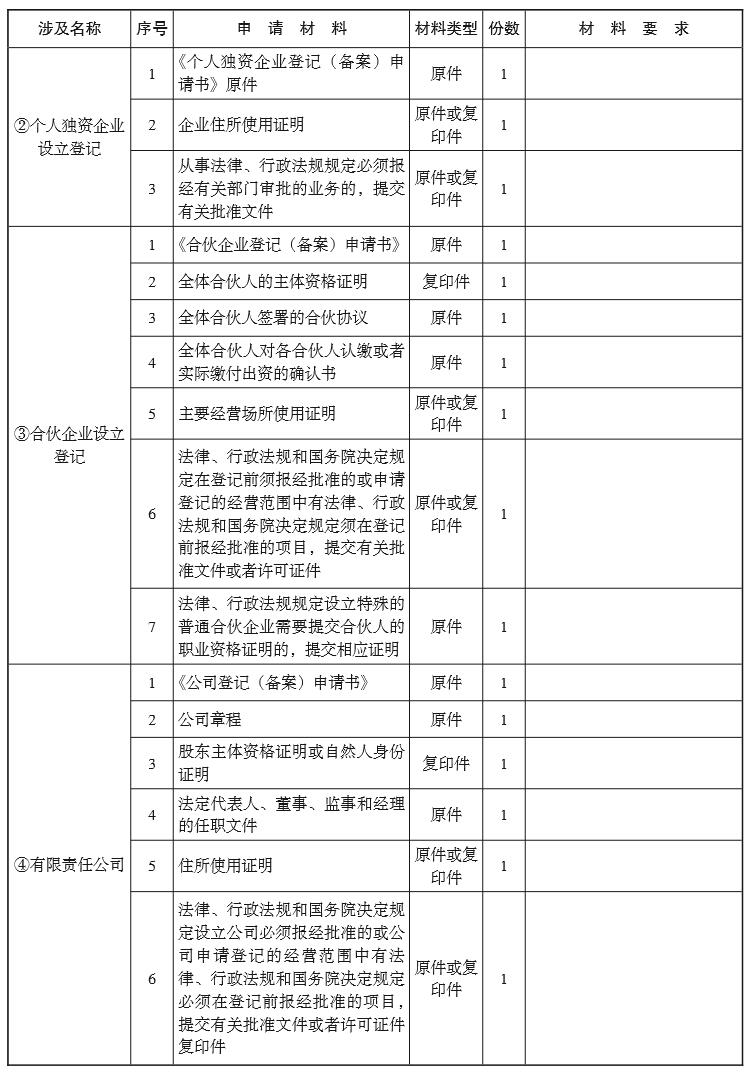 涉及名称 序号 申请材料 材料类型 份数 材料要求
②个人独资企业
设立登记
1 《个人独资企业登记（备案）申
请书》原件 原件 1
2 企业住所使用证明 原件或复
印件 1
3 从事法律、行政法规规定必须报
经有关部门审批的业务的，提交
有关批准文件 原件或复
印件 1
③合伙企业设立
登记
1 《合伙企业登记（备案）申请书》 原件 1
2 全体合伙人的主体资格证明 复印件 1
3 全体合伙人签署的合伙协议 原件 1
4 全体合伙人对各合伙人认缴或者
实际缴付出资的确认书 原件 1
5 主要经营场所使用证明 原件或复
印件 1
6 法律、行政法规和国务院决定规
定在登记前须报经批准的或申请
登记的经营范围中有法律、行政
法规和国务院决定规定须在登记
前报经批准的项目，提交有关批
准文件或者许可证件 原件或复
印件 1
7 法律、行政法规规定设立特殊的
普通合伙企业需要提交合伙人的
职业资格证明的，提交相应证明 原件 1
④有限责任公司
1 《公司登记（备案）申请书》 原件 1
2 公司章程 原件 1
3 股东主体资格证明或自然人身份
证明 复印件 1
4 法定代表人、董事、监事和经理
的任职文件 原件 1
5 住所使用证明 原件或复
印件 1
6 法律、行政法规和国务院决定规
定设立公司必须报经批准的或公
司申请登记的经营范围中有法
律、行政法规和国务院决定规定
必须在登记前报经批准的项目，
提交有关批准文件或者许可证件
复印件 原件或复
印件 1